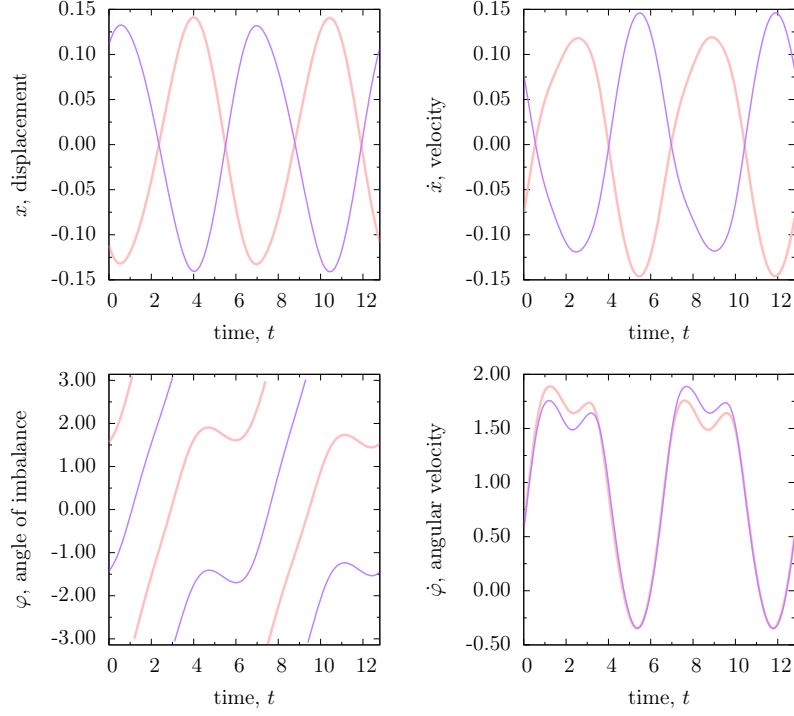 0.15
0.10
0.05
0.00
-0.05
-0.10
-0.15
0 2 4 6 8 10 12
x, displacement
time, t
0.15
0.10
0.05
0.00
-0.05
-0.10
-0.15
0 2 4 6 8 10 12
ẋ, velocity
time, t
3.00
2.00
1.00
0.00
-1.00
-2.00
-3.00
0 2 4 6 8 10 12
φ, angle of imbalance
time, t
2.00
1.50
1.00
0.50
0.00
-0.50
0 2 4 6 8 10 12
φ̇, angular velocity
time, t